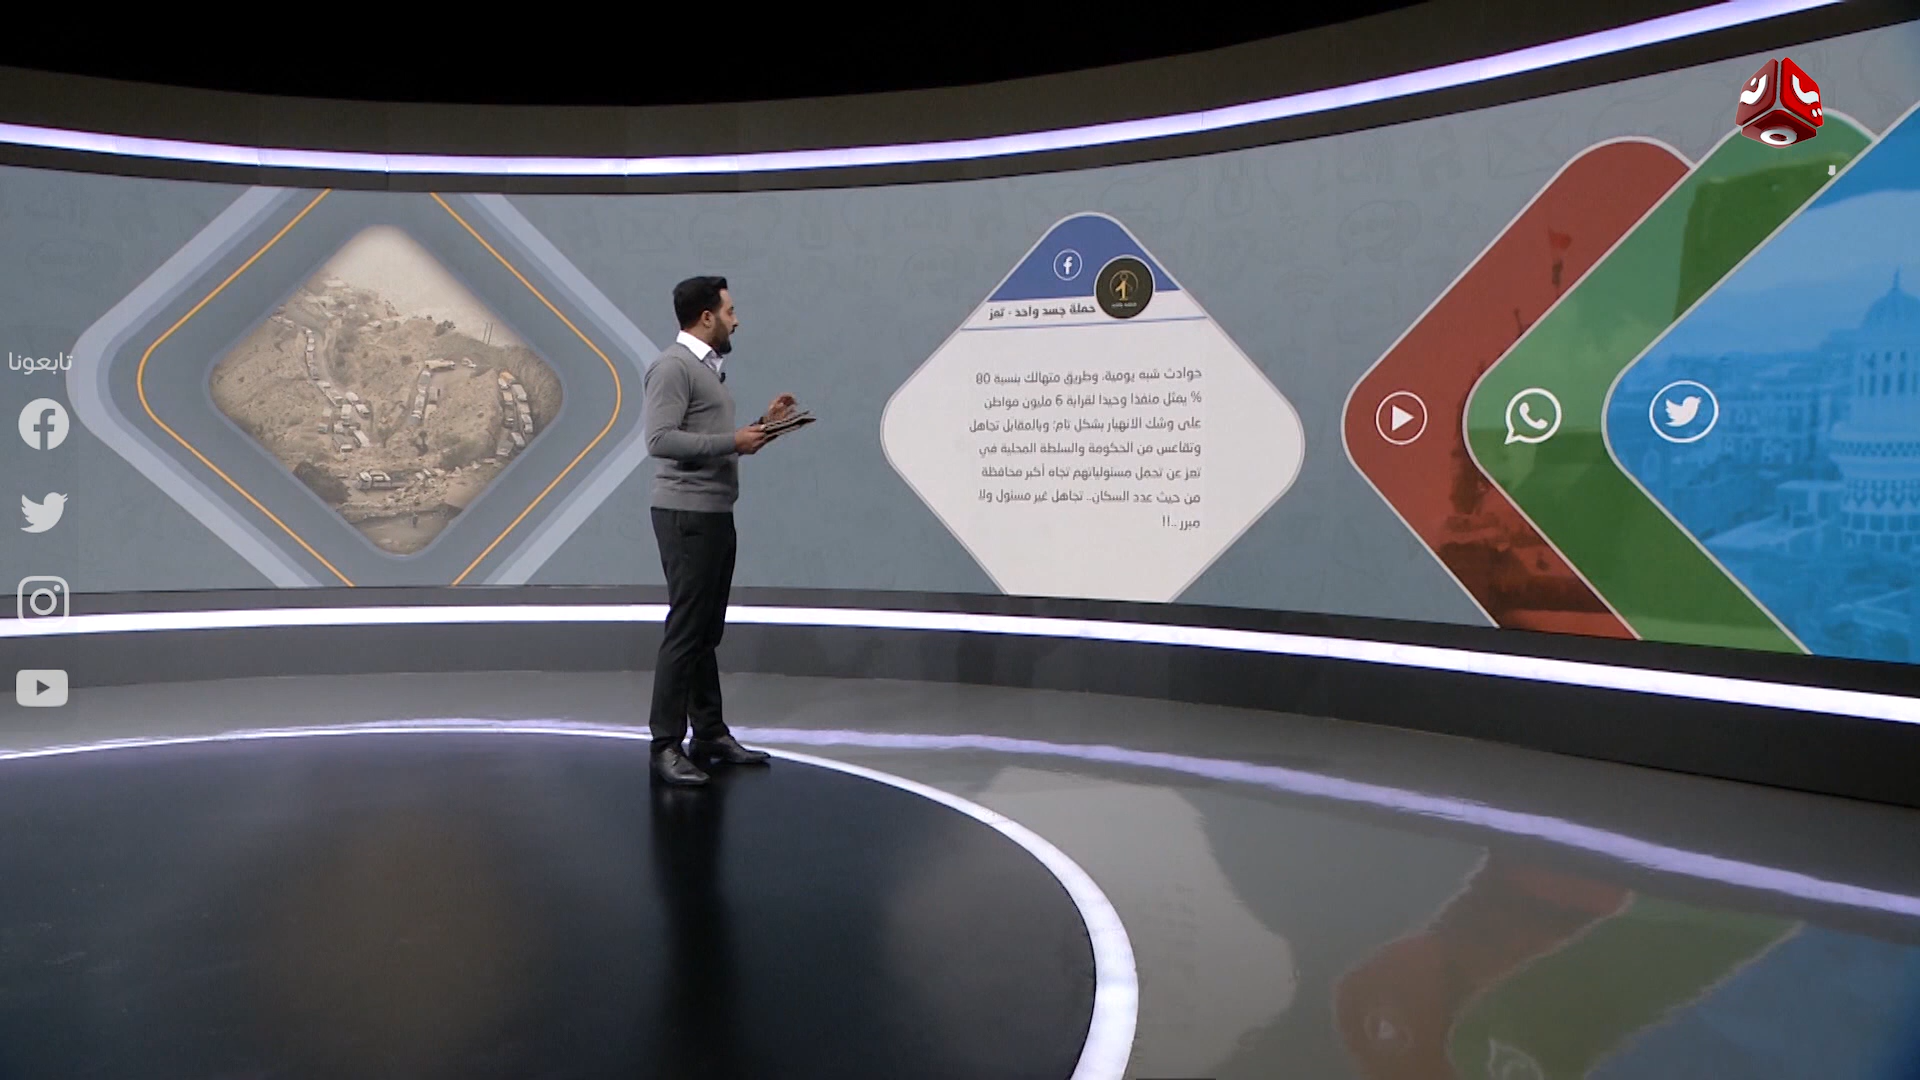 تابعونا
حملة جسد واحد - تعز
حوادث شبه يومية، وطريق متهالك بنسبة 80
% يمثل منفذا وحيدا لقرابة 6 مليون مواطن
على وشك الانهيار بشكل تام؛ وبالمقابل تجاهل
وتقاعس من الحكومة والسلطة المحلية في
تعز عن تحمل مسئولياتهم تجاه أكبر محافظة
من حيث عدد السكان.. تجاهل غير مسئول ولا
مبرر ..!!